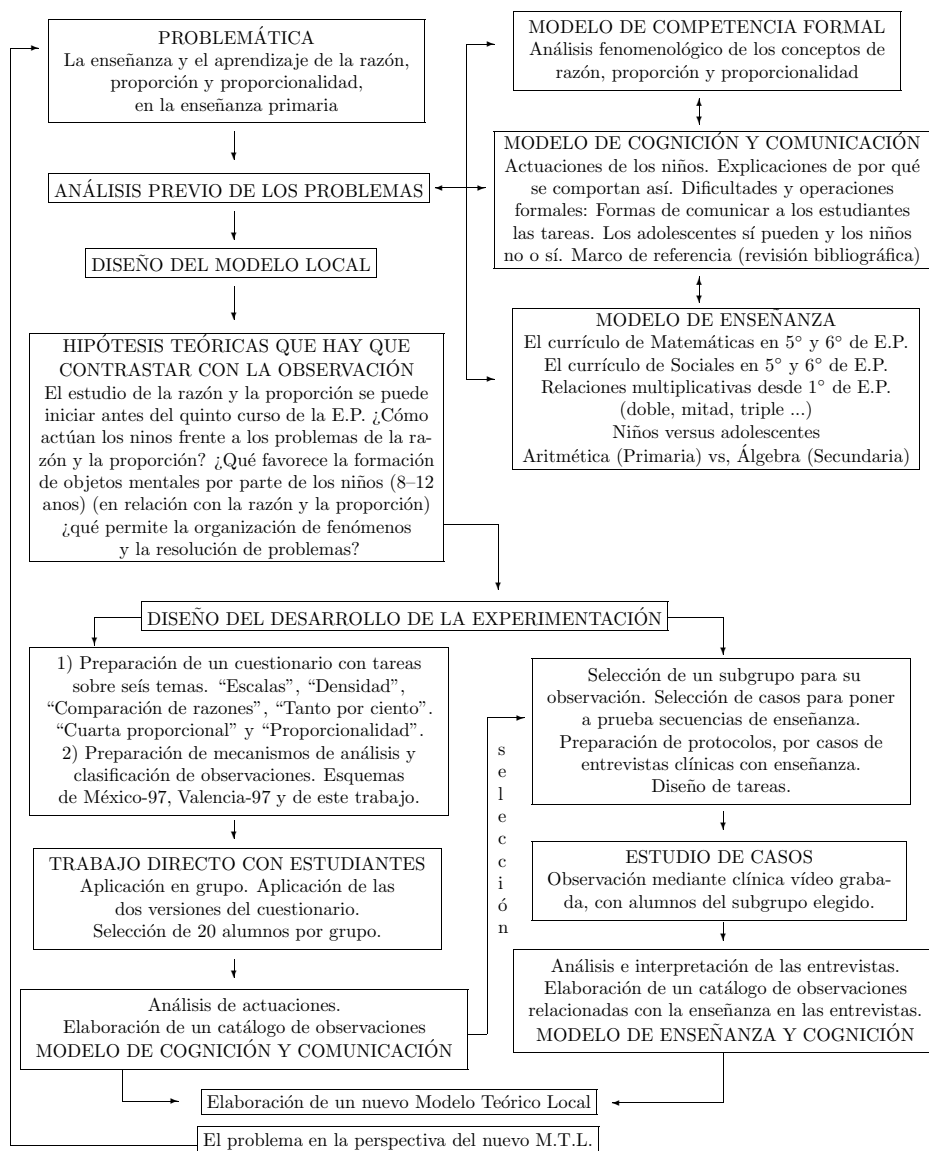 PROBLEMÁTICA
La enseñanza y el aprendizaje de la razón,
proporción y proporcionalidad,
en la enseñanza primaria
ANÁLISIS PREVIO DE LOS PROBLEMAS
DISEÑO DEL MODELO LOCAL
HIPÓTESIS TEÓRICAS QUE HAY QUE
CONTRASTAR CON LA OBSERVACIÓN
El estudio de la razón y la proporción se puede
iniciar antes del quinto curso de la E.P. ¿Cómo
actúan los ninos frente a los problemas de la ra-
zón y la proporción? ¿Qué favorece la formación
de objetos mentales por parte de los niños (8–12
anos) (en relación con la razón y la proporción)
¿qué permite la organización de fenómenos
y la resolución de problemas?
MODELO DE COMPETENCIA FORMAL
Análisis fenomenológico de los conceptos de
razón, proporción y proporcionalidad
MODELO DE COGNICIÓN Y COMUNICACIÓN
Actuaciones de los niños. Explicaciones de por qué
se comportan así. Dificultades y operaciones
formales: Formas de comunicar a los estudiantes
las tareas. Los adolescentes sí pueden y los niños
no o sí. Marco de referencia (revisión bibliográfica)
MODELO DE ENSEÑANZA
El currículo de Matemáticas en 5° y 6° de E.P.
El currículo de Sociales en 5° y 6° de E.P.
Relaciones multiplicativas desde 1° de E.P.
(doble, mitad, triple ...)
Niños versus adolescentes
Aritmética (Primaria) vs, Álgebra (Secundaria)
DISEÑO DEL DESARROLLO DE LA EXPERIMENTACIÓN
1) Preparación de un cuestionario con tareas
sobre seís temas. “Escalas”, “Densidad”,
“Comparación de razones”, “Tanto por ciento”.
“Cuarta proporcional” y “Proporcionalidad”.
2) Preparación de mecanismos de análisis y
clasificación de observaciones. Esquemas
de México-97, Valencia-97 y de este trabajo.
TRABAJO DIRECTO CON ESTUDIANTES
Aplicación en grupo. Aplicación de las
dos versiones del cuestionario.
Selección de 20 alumnos por grupo.
Análisis de actuaciones.
Elaboración de un catálogo de observaciones
MODELO DE COGNICIÓN Y COMUNICACIÓN
selección
Selección de un subgrupo para su
observación. Selección de casos para poner
a prueba secuencias de enseñanza.
Preparación de protocolos, por casos de
entrevistas clínicas con enseñanza.
Diseño de tareas.
ESTUDIO DE CASOS
Observación mediante clínica vídeo graba-
da, con alumnos del subgrupo elegido.
Análisis e interpretación de las entrevistas.
Elaboración de un catálogo de observaciones
relacionadas con la enseñanza en las entrevistas.
MODELO DE ENSEÑANZA Y COGNICIÓN
Elaboración de un nuevo Modelo Teórico Local
El problema en la perspectiva del nuevo M.T.L.